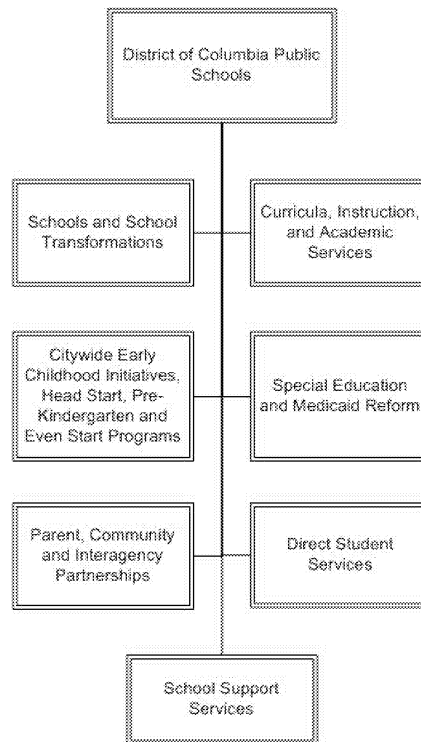 District of Columbia Public
Schools
Schools and School
Transformations
Curricula, Instruction,
and Academic
Services
Citywide Early
Childhood Initiatives,
Head Start, Pre-
Kindergarten and
Even Start Programs
Special Education
and Medicaid Reform
Parent, Community
and Interagency
Partnerships
Direct Student
Services
School Support
Services